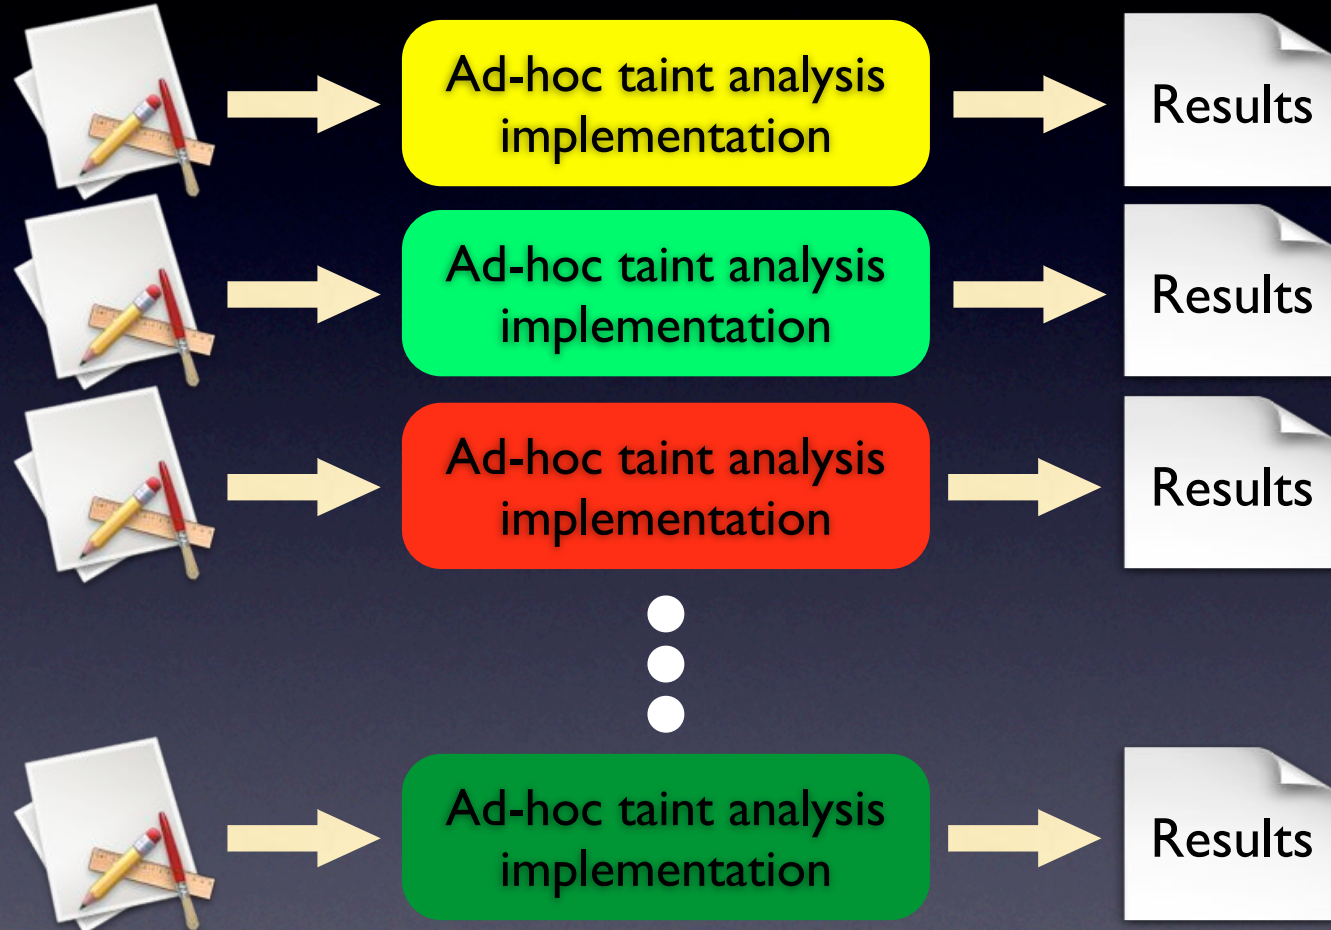 Ad-hoc taint analysis
implementation
Results
Ad-hoc taint analysis
implementation
Results
Ad-hoc taint analysis
implementation
Results
Ad-hoc taint analysis
implementation
Results